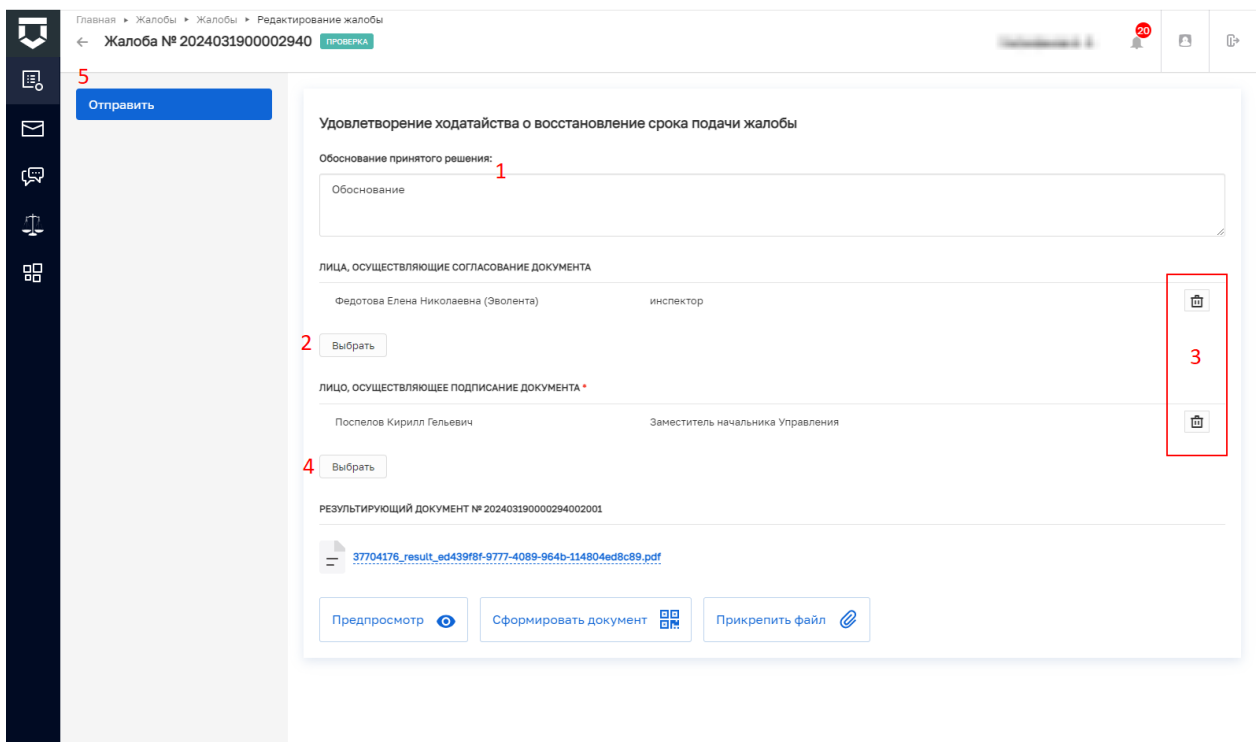 Главная ▸ Жалобы ▸ Жалобы ▸ Редактирование жалобы
← Жалоба № 2024031900002940 ПРОВЕРКА
20
5
Отправить
Удовлетворение ходатайства о восстановление срока подачи жалобы
Обоснование принятого решения:
1
Обоснование
ЛИЦА, ОСУЩЕСТВЛЯЮЩИЕ СОГЛАСОВАНИЕ ДОКУМЕНТА
Федотова Елена Николаевна (Эволента) инспектор
2 Выбрать
3
ЛИЦО, ОСУЩЕСТВЛЯЮЩЕЕ ПОДПИСАНИЕ ДОКУМЕНТА *
Поспелов Кирилл Гельевич Заместитель начальника Управления
4 Выбрать
РЕЗУЛЬТИРУЮЩИЙ ДОКУМЕНТ № 202403190000294002001
37704176_result_ed439f8f-9777-4089-964b-114804ed8c89.pdf
Предпросмотр Сформировать документ Прикрепить файл